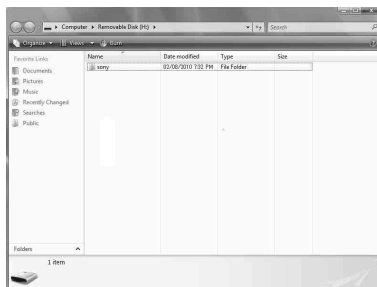 Computer ▸ Removable Disk (H:) ▸
Search
Organize ▾ Views ▾ Burn
Favorite Links
Documents
Pictures
Music
Recently Changed
Searches
Public
Folders
Name Date modified Type Size
sony 02/08/2010 7:32 PM File Folder
1 item